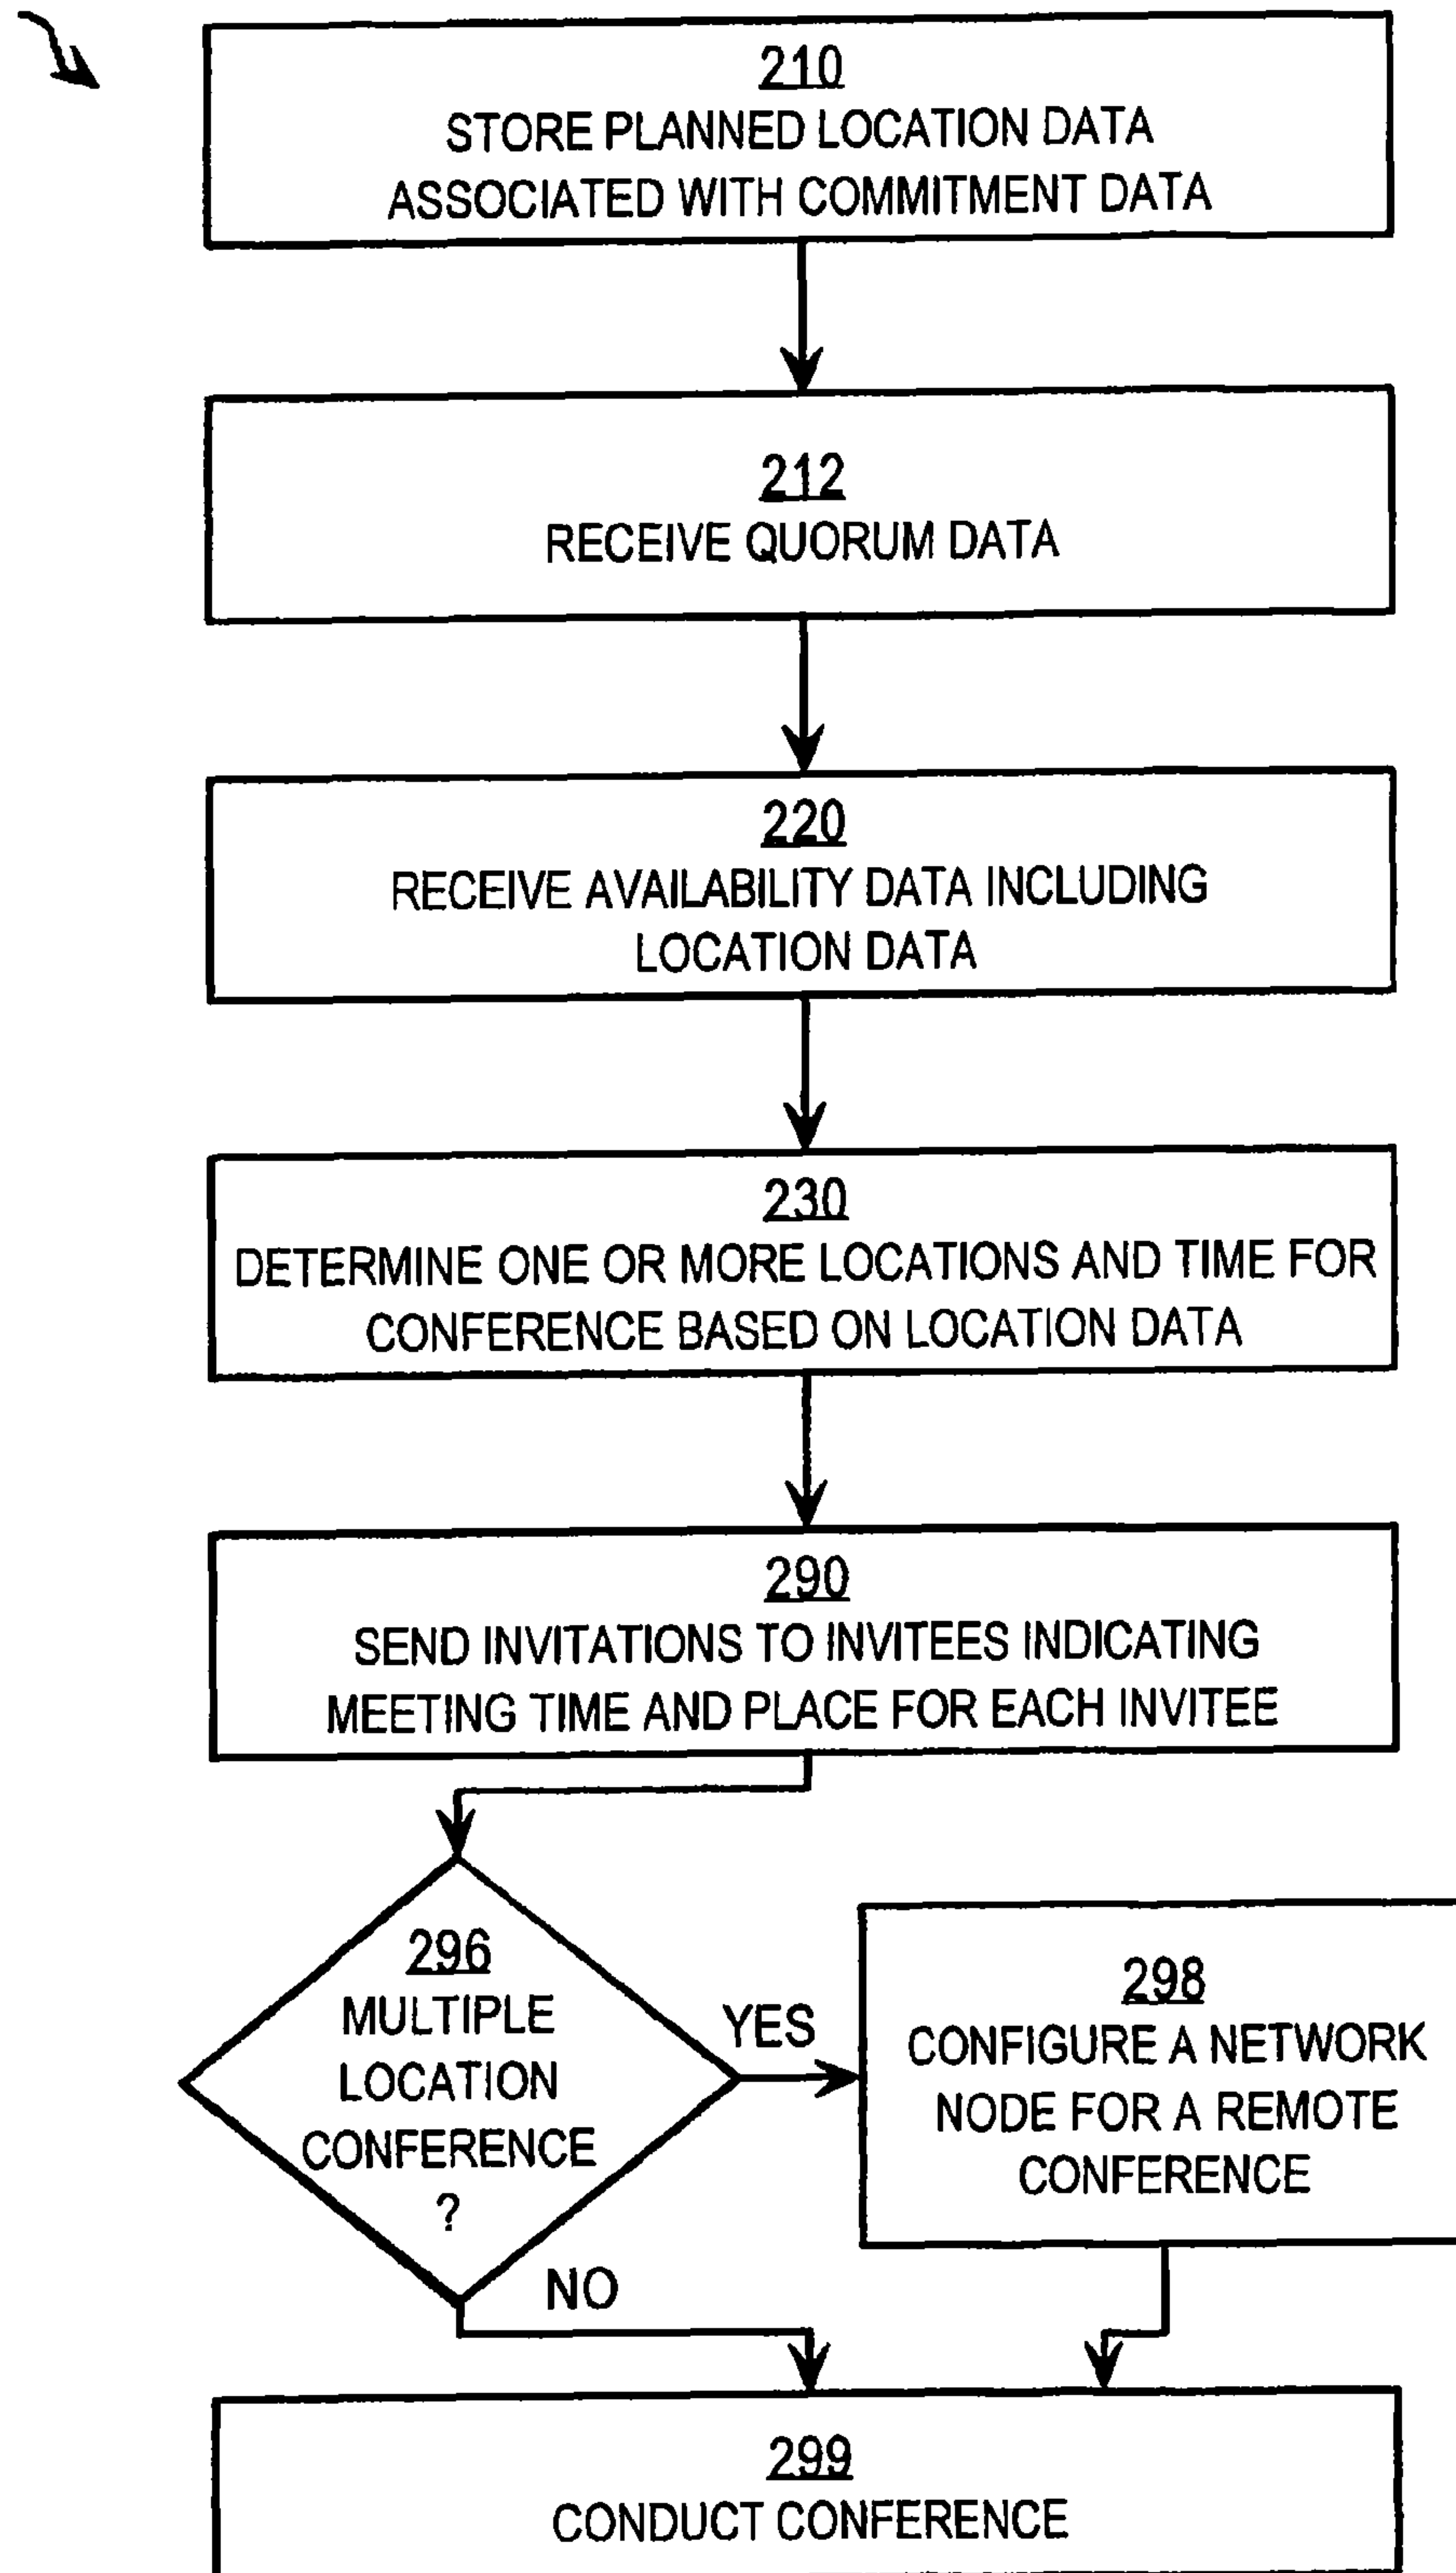 210
STORE PLANNED LOCATION DATA
ASSOCIATED WITH COMMITMENT DATA
212
RECEIVE QUORUM DATA
220
RECEIVE AVAILABILITY DATA INCLUDING
LOCATION DATA
230
DETERMINE ONE OR MORE LOCATIONS AND TIME FOR
CONFERENCE BASED ON LOCATION DATA
290
SEND INVITATIONS TO INVITEES INDICATING
MEETING TIME AND PLACE FOR EACH INVITEE
296
MULTIPLE
LOCATION
CONFERENCE
?
YES
298
CONFIGURE A NETWORK
NODE FOR A REMOTE
CONFERENCE
NO
299
CONDUCT CONFERENCE